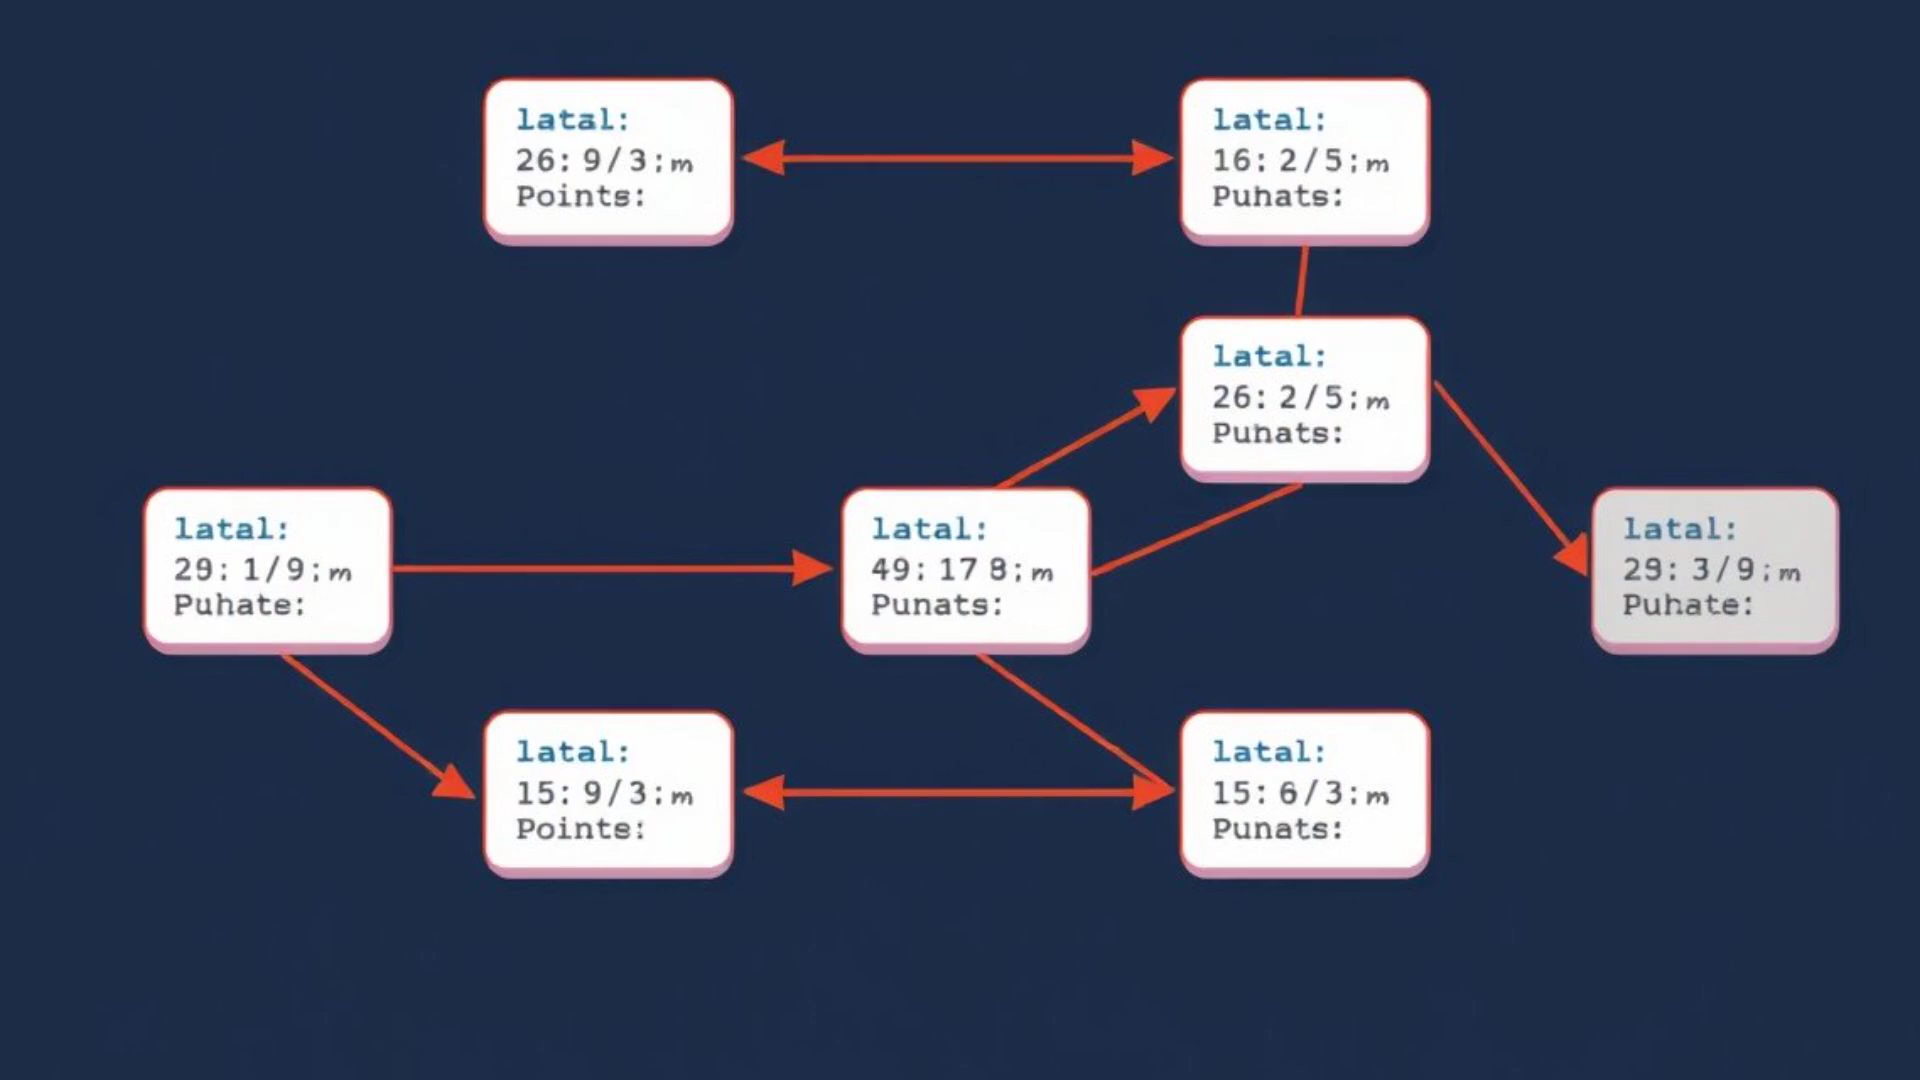 latal:
26: 9/3;m
Points:
latal:
16: 2/5;m
Puhats:
latal:
26: 2/5;m
Puhats:
latal:
29: 1/9;m
Puhate:
latal:
49: 17 8;m
Punats:
latal:
29: 3/9;m
Puhate:
latal:
15: 9/3;m
Pointe:
latal:
15: 6/3;m
Punats: